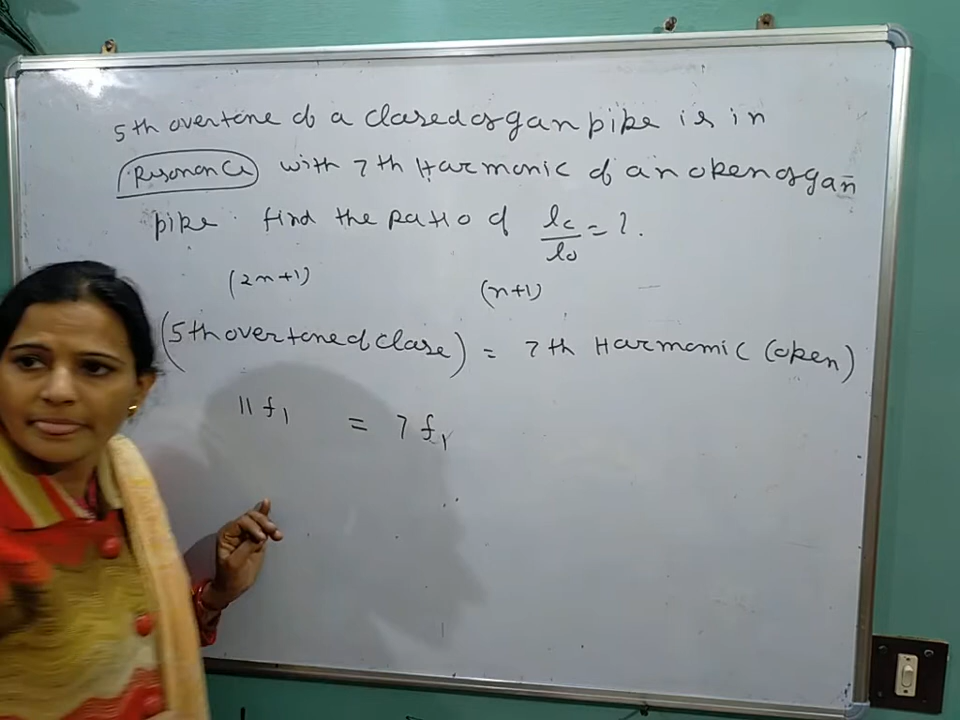 5th overtone of a closed organ pipe is in
Resonance with 7th Harmonic of an open organ
pipe. find the Ratio of lc/lo = ?.
(2n+1) (n+1)
(5th overtone of close) = 7th Harmonic (open)
11 f1 = 7 f1